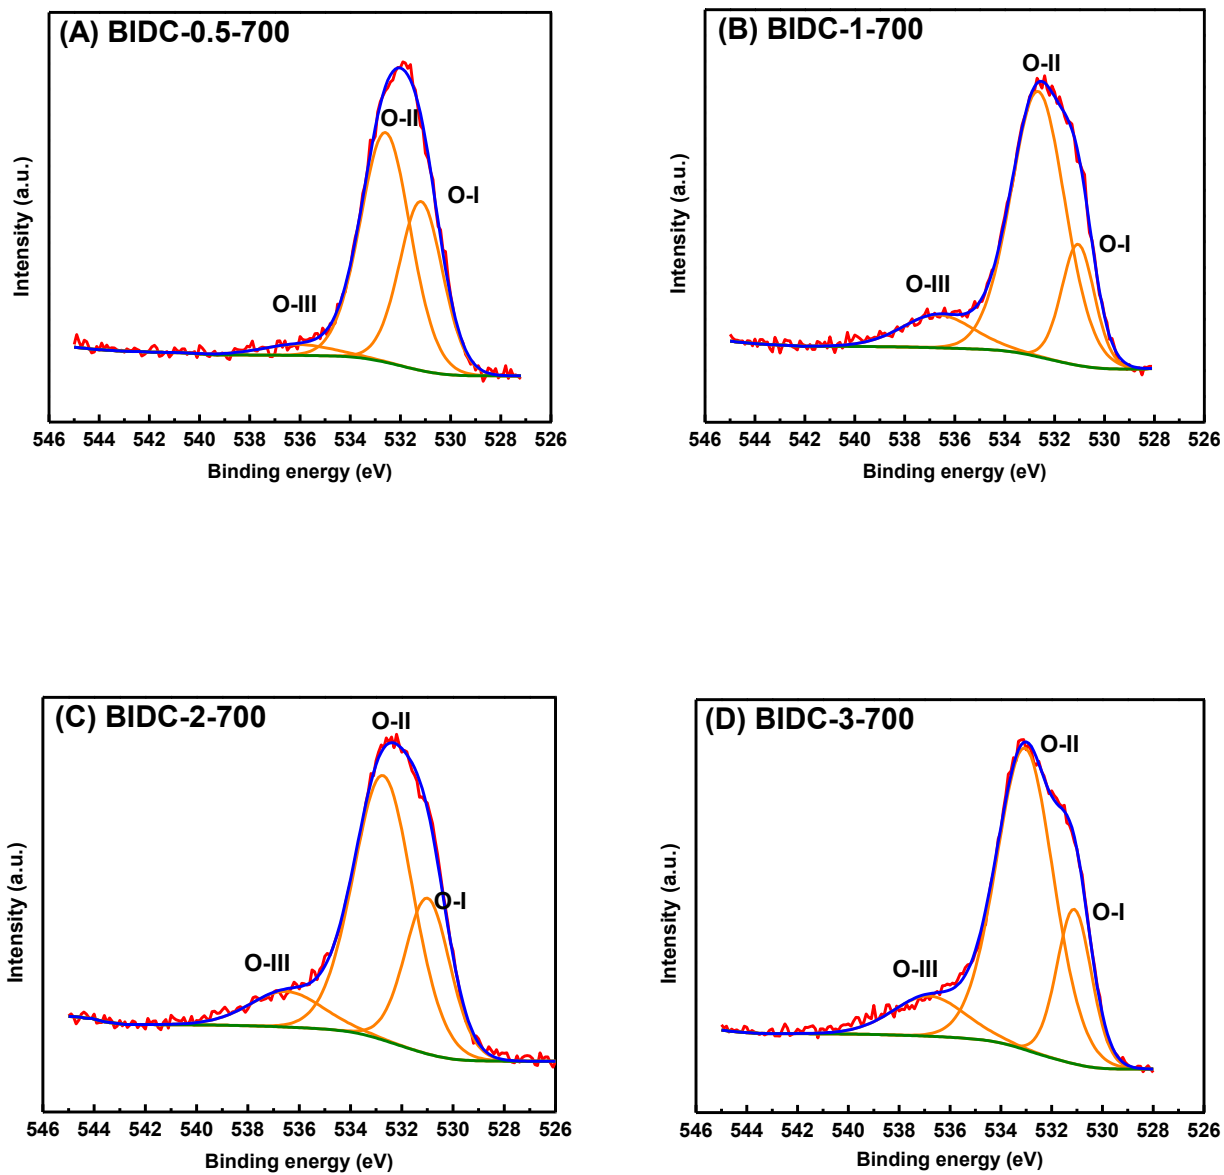 (A) BIDC-0.5-700
O-II
O-I
O-III
Intensity (a.u.)
546 544 542 540 538 536 534 532 530 528 526
Binding energy (eV)
(B) BIDC-1-700
O-II
O-I
O-III
Intensity (a.u.)
546 544 542 540 538 536 534 532 530 528 526
Binding energy (eV)
(C) BIDC-2-700
O-II
O-I
O-III
Intensity (a.u.)
546 544 542 540 538 536 534 532 530 528 526
Binding energy (eV)
(D) BIDC-3-700
O-II
O-I
O-III
Intensity (a.u.)
546 544 542 540 538 536 534 532 530 528 526
Binding energy (eV)